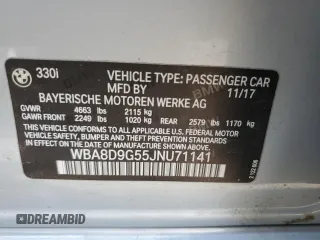 330i
VEHICLE TYPE: PASSENGER CAR
MFD BY
11/17
BAYERISCHE MOTOREN WERKE AG
GVWR 4663 lbs 2115 kg
GAWR FRONT 2249 lbs 1020 kg REAR 2579 lbs 1170 kg
THIS VEHICLE CONFORMS TO ALL APPLICABLE FEDERAL MOTOR VEHICLE
SAFETY, BUMPER, AND THEFT PREVENTION STANDARDS
IN EFFECT ON THE DATE OF MANUFACTURE SHOWN ABOVE
WBA8D9G55JNU71141
DREAMBID